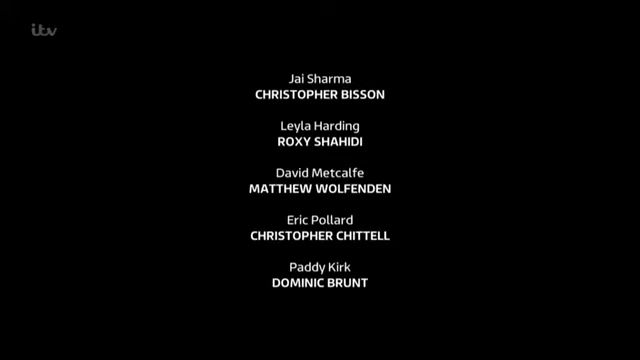 itv
Jai Sharma
CHRISTOPHER BISSON
Leyla Harding
ROXY SHAHIDI
David Metcalfe
MATTHEW WOLFENDEN
Eric Pollard
CHRISTOPHER CHITTELL
Paddy Kirk
DOMINIC BRUNT